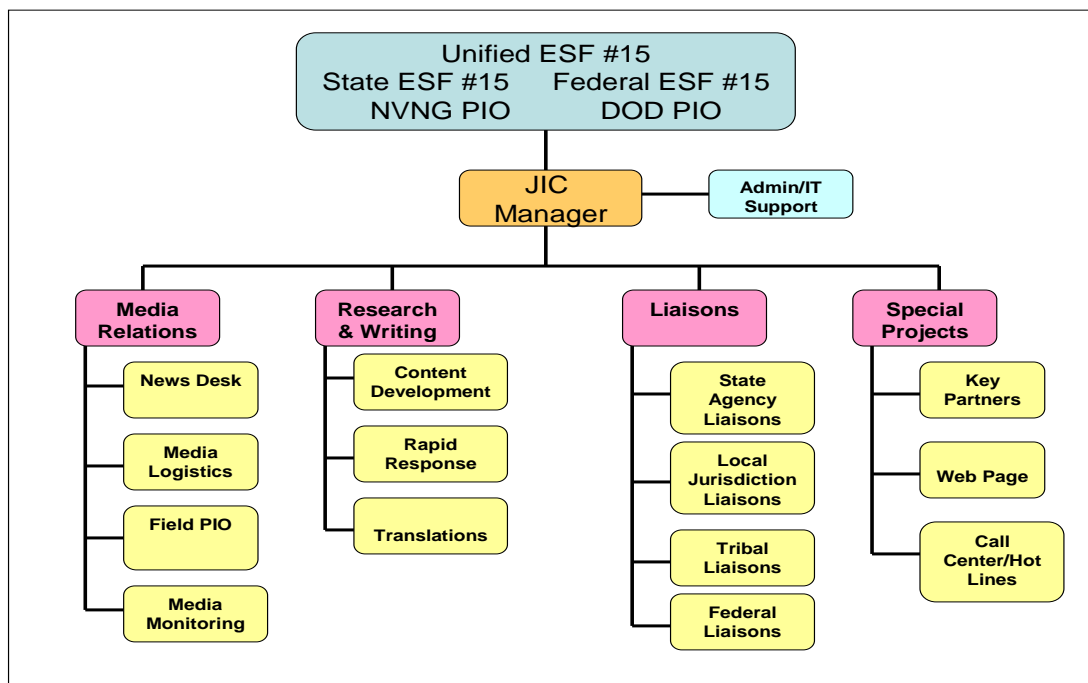 Unified ESF #15
State ESF #15 Federal ESF #15
NVNG PIO DOD PIO
JIC
Manager
Admin/IT
Support
Media
Relations
News Desk
Media
Logistics
Field PIO
Media
Monitoring
Research
& Writing
Content
Development
Rapid
Response
Translations
Liaisons
State
Agency
Liaisons
Local
Jurisdiction
Liaisons
Tribal
Liaisons
Federal
Liaisons
Special
Projects
Key
Partners
Web Page
Call
Center/Hot
Lines